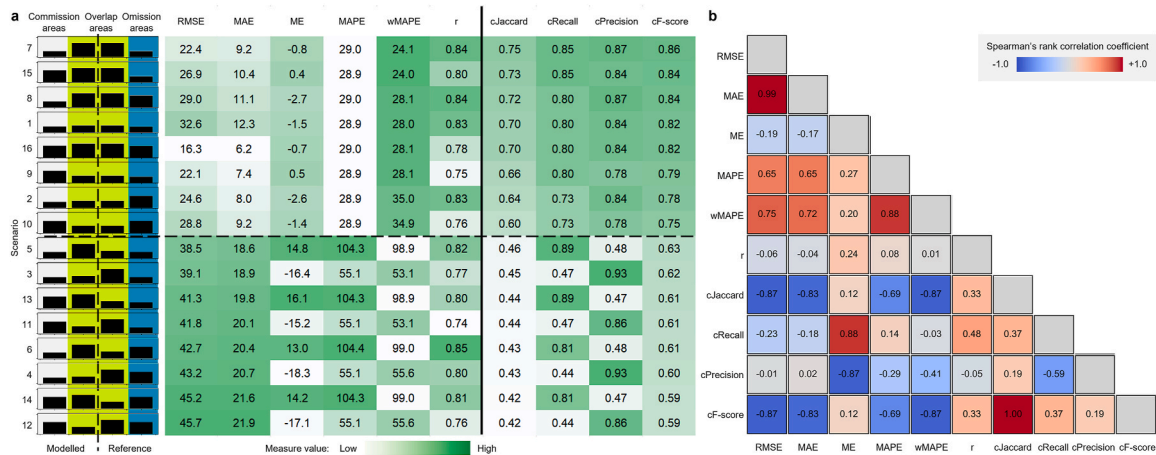 a
Commission areas Overlap areas Omission areas
RMSE MAE ME MAPE wMAPE r cJaccard cRecall cPrecision cF-score
7 22.4 9.2 -0.8 29.0 24.1 0.84 0.75 0.85 0.87 0.86
15 26.9 10.4 0.4 28.9 24.0 0.80 0.73 0.85 0.84 0.84
8 29.0 11.1 -2.7 29.0 28.1 0.84 0.72 0.80 0.87 0.84
1 32.6 12.3 -1.5 28.9 28.0 0.83 0.70 0.80 0.84 0.82
16 16.3 6.2 -0.7 29.0 28.1 0.78 0.70 0.80 0.84 0.82
9 22.1 7.4 0.5 28.9 28.1 0.75 0.66 0.80 0.78 0.79
2 24.6 8.0 -2.6 28.9 35.0 0.83 0.64 0.73 0.84 0.78
10 28.8 9.2 -1.4 28.9 34.9 0.76 0.60 0.73 0.78 0.75
Scenario
5 38.5 18.6 14.8 104.3 98.9 0.82 0.46 0.89 0.48 0.63
3 39.1 18.9 -16.4 55.1 53.1 0.77 0.45 0.47 0.93 0.62
13 41.3 19.8 16.1 104.3 98.9 0.80 0.44 0.89 0.47 0.61
11 41.8 20.1 -15.2 55.1 53.1 0.74 0.44 0.47 0.86 0.61
6 42.7 20.4 13.0 104.4 99.0 0.85 0.43 0.81 0.48 0.61
4 43.2 20.7 -18.3 55.1 55.6 0.80 0.43 0.44 0.93 0.60
14 45.2 21.6 14.2 104.3 99.0 0.81 0.42 0.81 0.47 0.59
12 45.7 21.9 -17.1 55.1 55.6 0.76 0.42 0.44 0.86 0.59
Modelled Reference
Measure value: Low High
b
Spearman's rank correlation coefficient
-1.0 +1.0
RMSE
MAE 0.99
ME -0.19 -0.17
MAPE 0.65 0.65 0.27
wMAPE 0.75 0.72 0.20 0.88
r -0.06 -0.04 0.24 0.08 0.01
cJaccard -0.87 -0.83 0.12 -0.69 -0.87 0.33
cRecall -0.23 -0.18 0.88 0.14 -0.03 0.48 0.37
cPrecision -0.01 0.02 -0.87 -0.29 -0.41 -0.05 0.19 -0.59
cF-score -0.87 -0.83 0.12 -0.69 -0.87 0.33 1.00 0.37 0.19
RMSE MAE ME MAPE wMAPE r cJaccard cRecall cPrecision cF-score